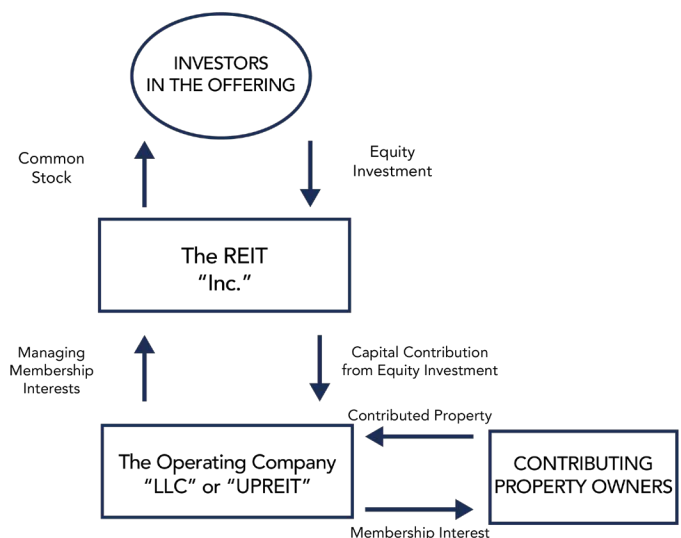 INVESTORS
IN THE OFFERING
Common
Stock
Equity
Investment
The REIT
“Inc.”
Managing
Membership
Interests
Capital Contribution
from Equity Investment
Contributed Property
The Operating Company
“LLC” or “UPREIT”
CONTRIBUTING
PROPERTY OWNERS
Membership Interest